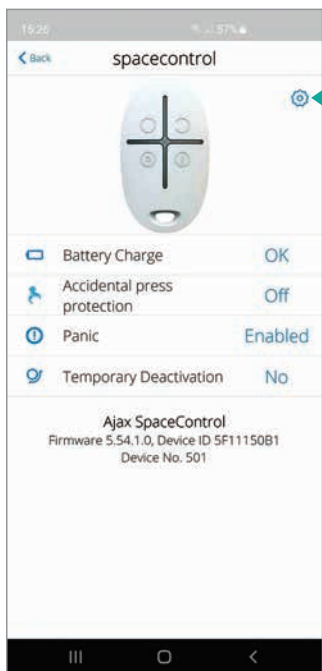 15:26
57%
Back
spacecontrol
Battery Charge OK
Accidental press
protection
Off
Panic Enabled
Temporary Deactivation No
Ajax SpaceControl
Firmware 5.54.1.0, Device ID 5F11150B1
Device No. 501